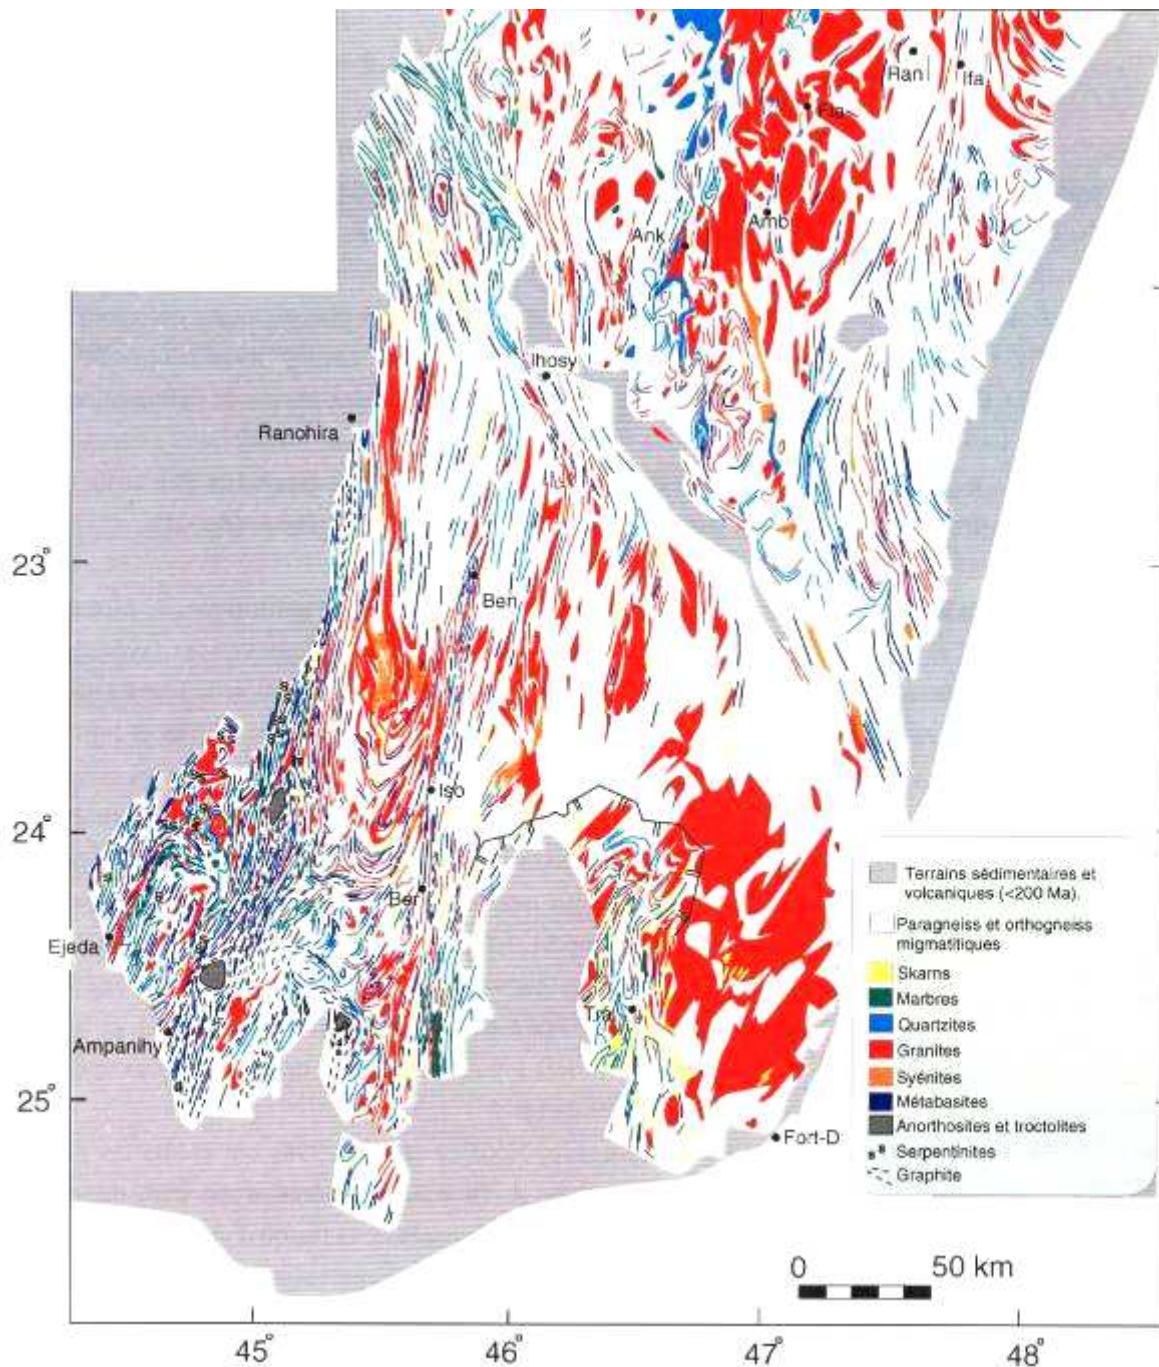 Ran
Ifa
Fia
Amb
Ank
Ihosy
Ranohira
23°
Ben
Iso
24°
Ber
Ejeda
Tra
Ampanihy
25°
Fort-D
Terrains sédimentaires et
volcaniques (<200 Ma).
Paragneiss et orthogneiss
migmatitiques
Skarns
Marbres
Quartzites
Granites
Syénites
Métabasites
Anorthosites et troctolites
Serpentinites
Graphite
0 50 km
45° 46° 47° 48°